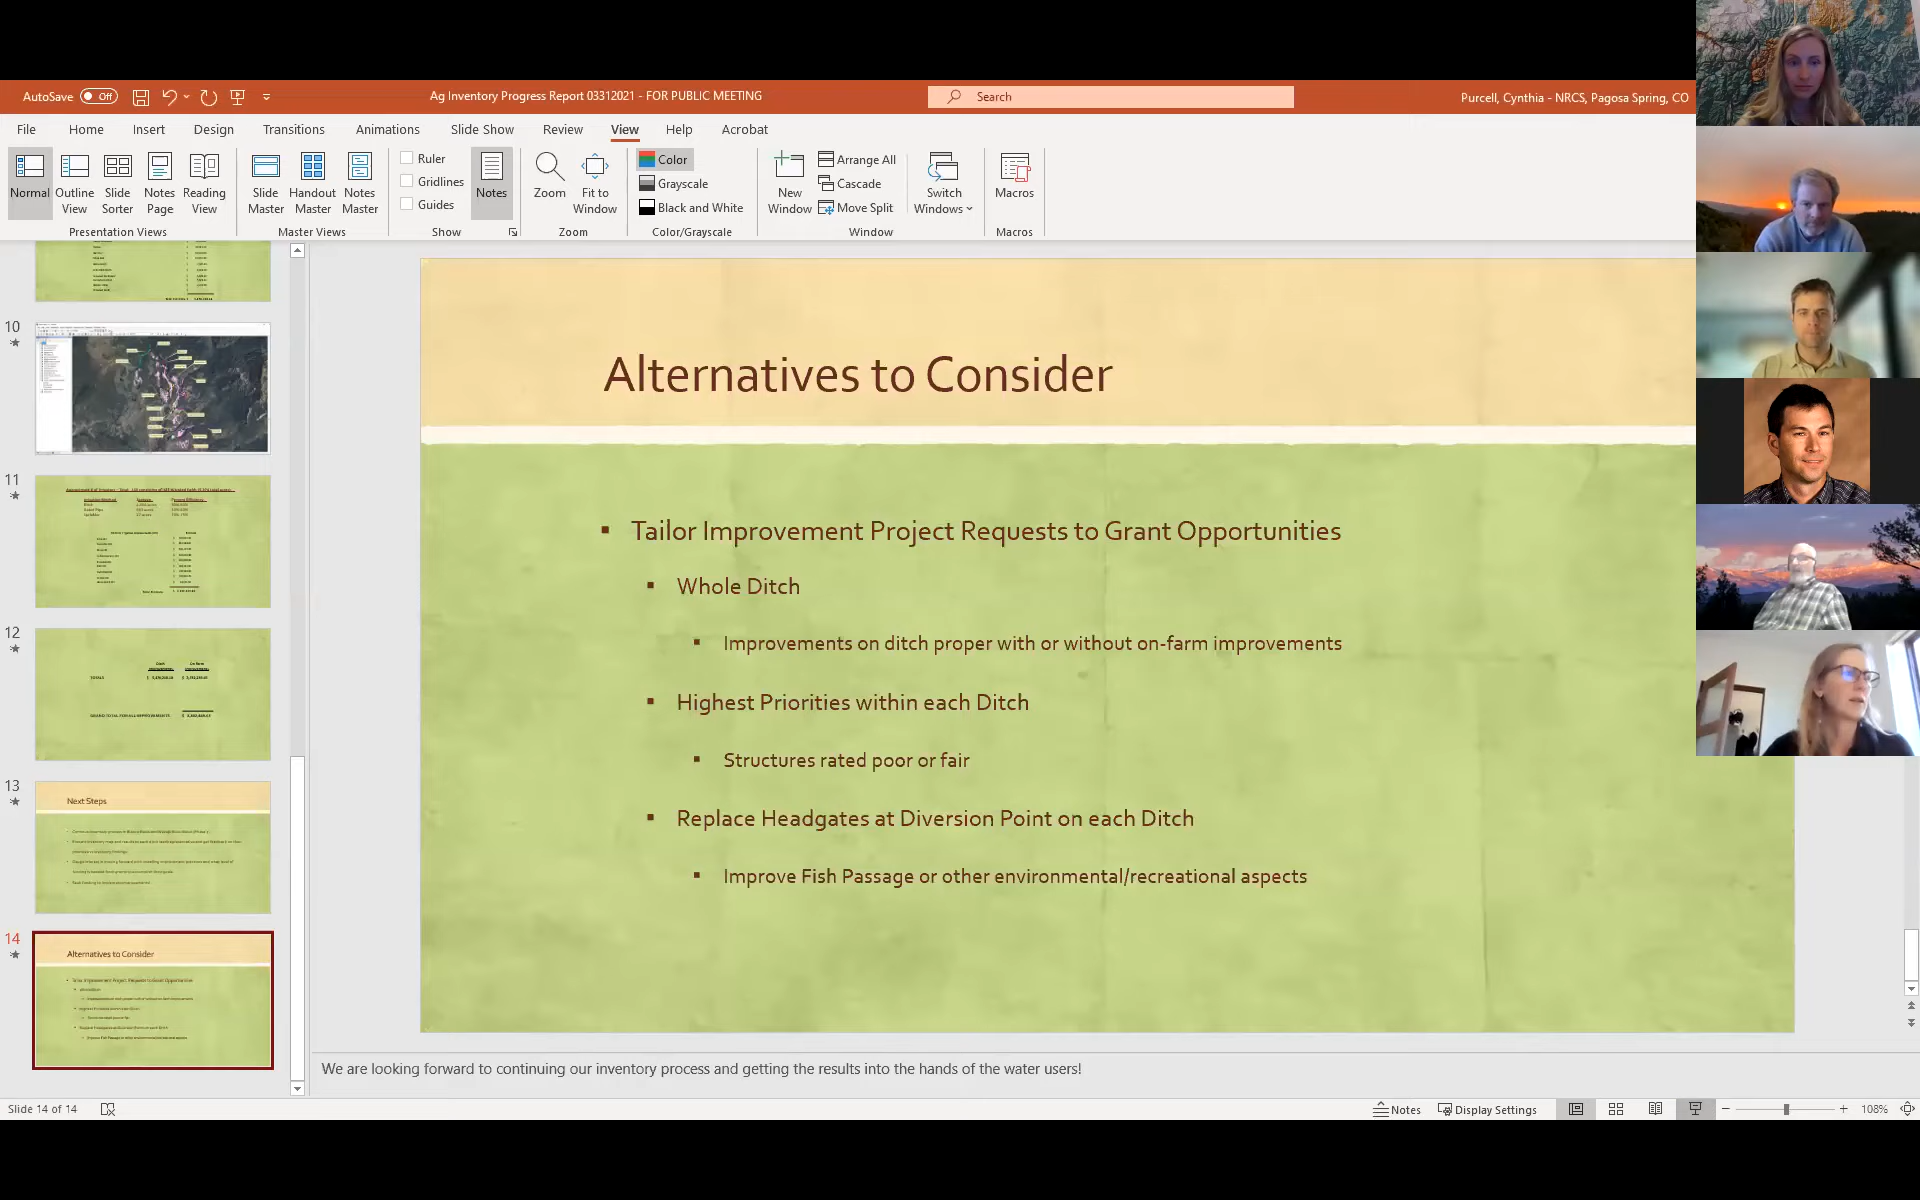 AutoSave Off
Ag Inventory Progress Report 03312021 - FOR PUBLIC MEETING
Search
Purcell, Cynthia - NRCS, Pagosa Spring, CO
File Home Insert Design Transitions Animations Slide Show Review View Help Acrobat
Normal
Outline View
Slide Sorter
Notes Page
Reading View
Presentation Views
Slide Master
Handout Master
Notes Master
Master Views
Ruler
Gridlines
Guides
Notes
Show
Zoom
Fit to Window
Zoom
Color
Grayscale
Black and White
Color/Grayscale
New Window
Arrange All
Cascade
Move Split
Switch Windows
Window
Macros
Macros
10
11
12
TOTALS
GRAND TOTAL FOR ALL IMPROVEMENTS
13
Next Steps
14
Alternatives to Consider
Alternatives to Consider
Tailor Improvement Project Requests to Grant Opportunities
Whole Ditch
Improvements on ditch proper with or without on-farm improvements
Highest Priorities within each Ditch
Structures rated poor or fair
Replace Headgates at Diversion Point on each Ditch
Improve Fish Passage or other environmental/recreational aspects
We are looking forward to continuing our inventory process and getting the results into the hands of the water users!
Slide 14 of 14
Notes
Display Settings
108%